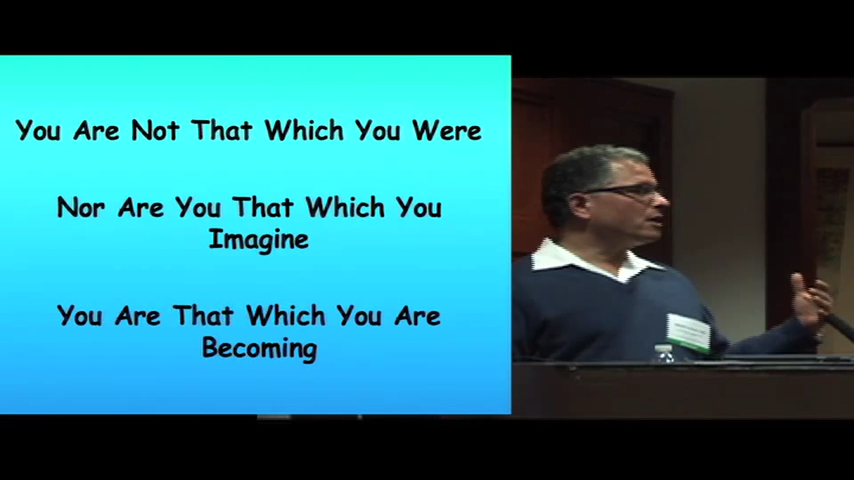 You Are Not That Which You Were
Nor Are You That Which You
Imagine
You Are That Which You Are
Becoming